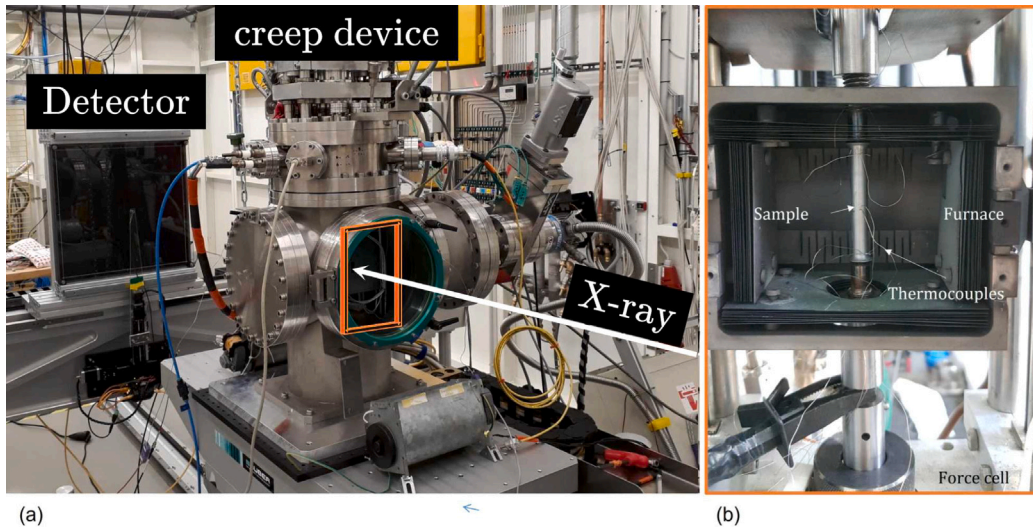 creep device
Detector
X-ray
Sample
Furnace
Thermocouples
Force cell
(a)
(b)